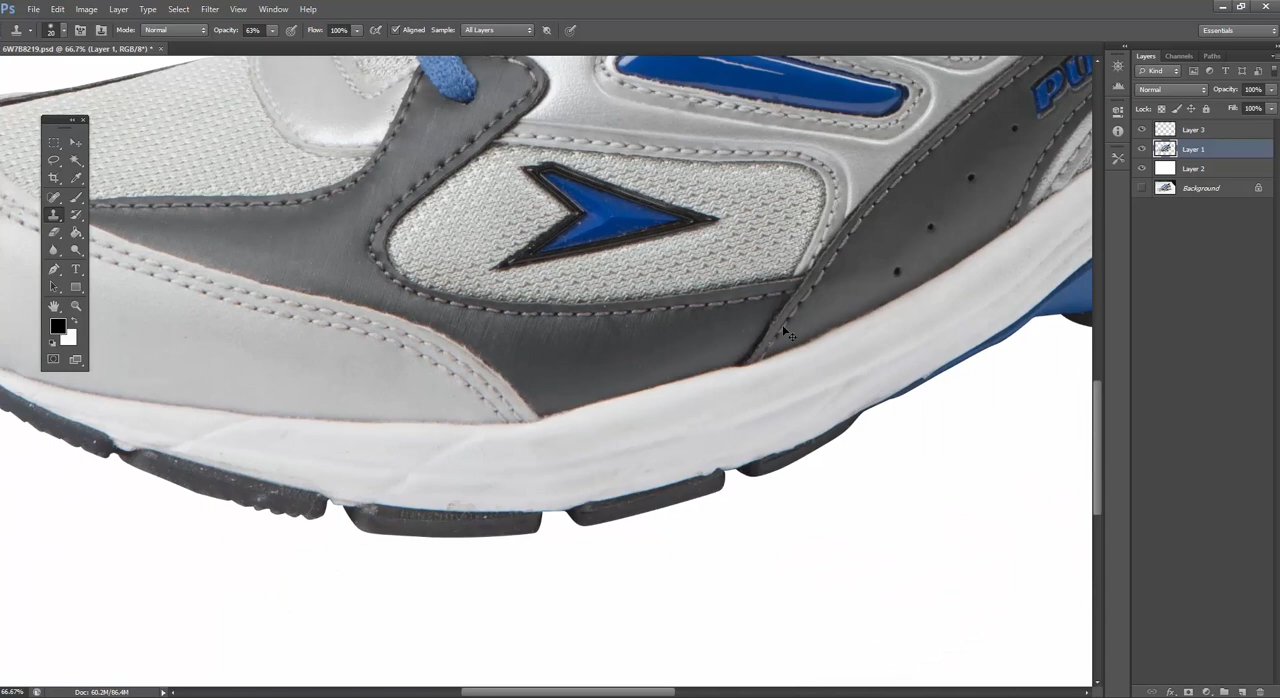 Ps File Edit Image Layer Type Select Filter View Window Help
20 Mode: Normal Opacity: 63% Flow: 100% Aligned Sample: All Layers Essentials
6W7B8219.psd @ 66.7% (Layer 1, RGB/8*) *
Layers Channels Paths
Kind
Normal Opacity: 100%
Lock: Fill: 100%
Layer 3
Layer 1
Layer 2
Background
66.67% Doc: 60.2M/86.4M